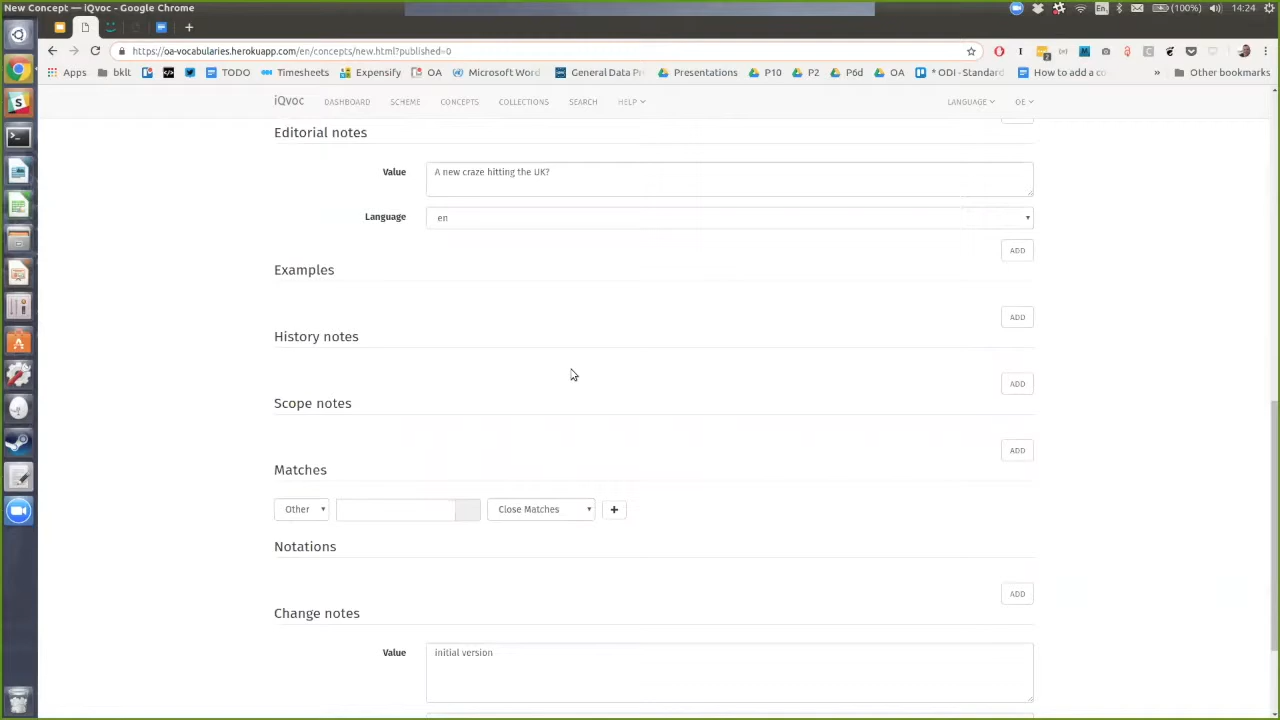 New Concept — iQvoc - Google Chrome
En
(100%)
14:24
https://oa-vocabularies.herokuapp.com/en/concepts/new.html?published=0
Apps
bklt
TODO
Timesheets
Expensify
OA
Microsoft Word
General Data Pr
Presentations
P10
P2
P6d
OA
* ODI - Standard
How to add a co
»
Other bookmarks
iQvoc
DASHBOARD
SCHEME
CONCEPTS
COLLECTIONS
SEARCH
HELP
LANGUAGE
OE
Editorial notes
Value
A new craze hitting the UK?
Language
en
ADD
Examples
ADD
History notes
ADD
Scope notes
ADD
Matches
Other
Close Matches
+
Notations
ADD
Change notes
Value
initial version